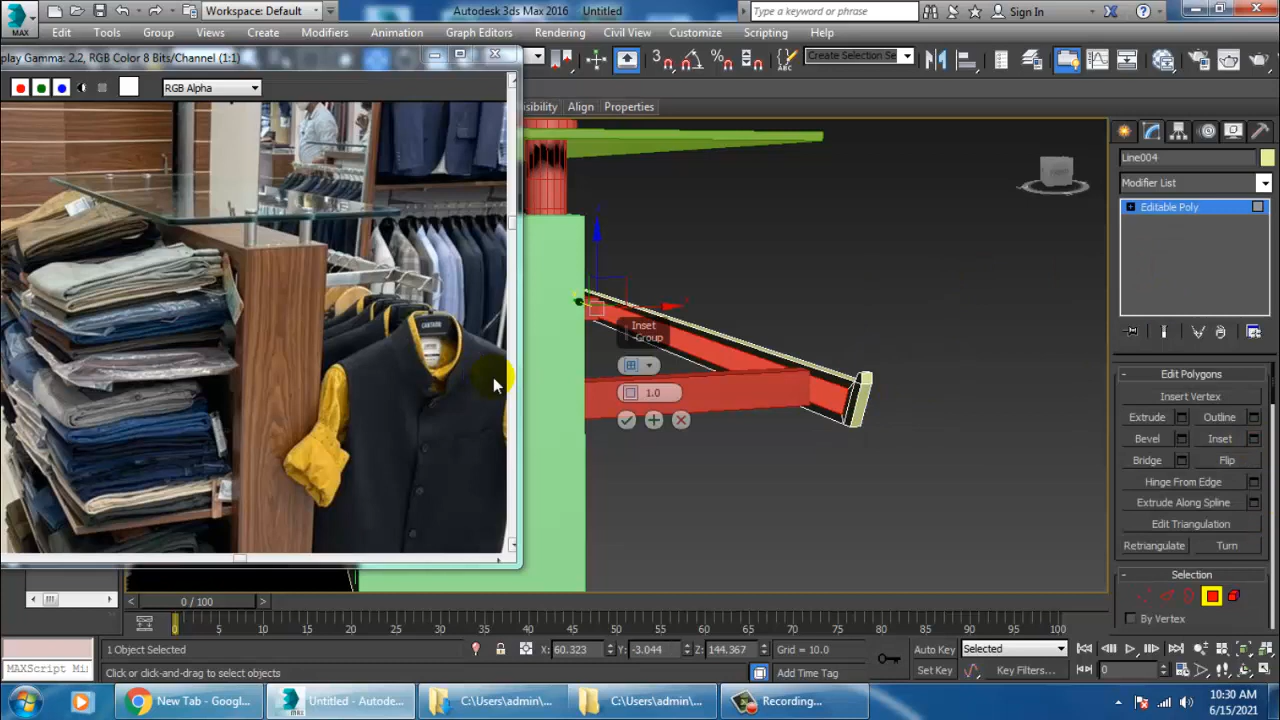 MAX
Workspace: Default
Autodesk 3ds Max 2016 Untitled
Type a keyword or phrase
Sign In
Edit Tools Group Views Create Modifiers Animation Graph Editors Rendering Civil View Customize Scripting Help
play Gamma: 2.2, RGB Color 8 Bits/Channel (1:1)
Create Selection Se
RGB Alpha
Align Properties
Line004
Modifier List
Editable Poly
Inset
Group
1.0
Edit Polygons
Insert Vertex
Extrude Outline
Bevel Inset
Bridge Flip
Hinge From Edge
Extrude Along Spline
Edit Triangulation
Retriangulate Turn
Selection
By Vertex
0 / 100
0 5 10 15 20 25 30 35 40 45 50 55 60 65 70 75 80 85 90 95 100
1 Object Selected
X: 60.323 Y: -3.044 Z: 144.367 Grid = 10.0
Auto Key Selected
MAXScript Mi
Click or click-and-drag to select objects
Add Time Tag
Set Key Key Filters... 0
New Tab - Googl...
Untitled - Autode...
C:\Users\admin\...
C:\Users\admin\...
Recording...
10:30 AM
6/15/2021